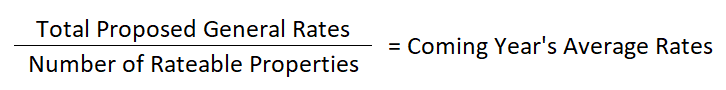 Total Proposed General Rates
Number of Rateable Properties
= Coming Year's Average Rates